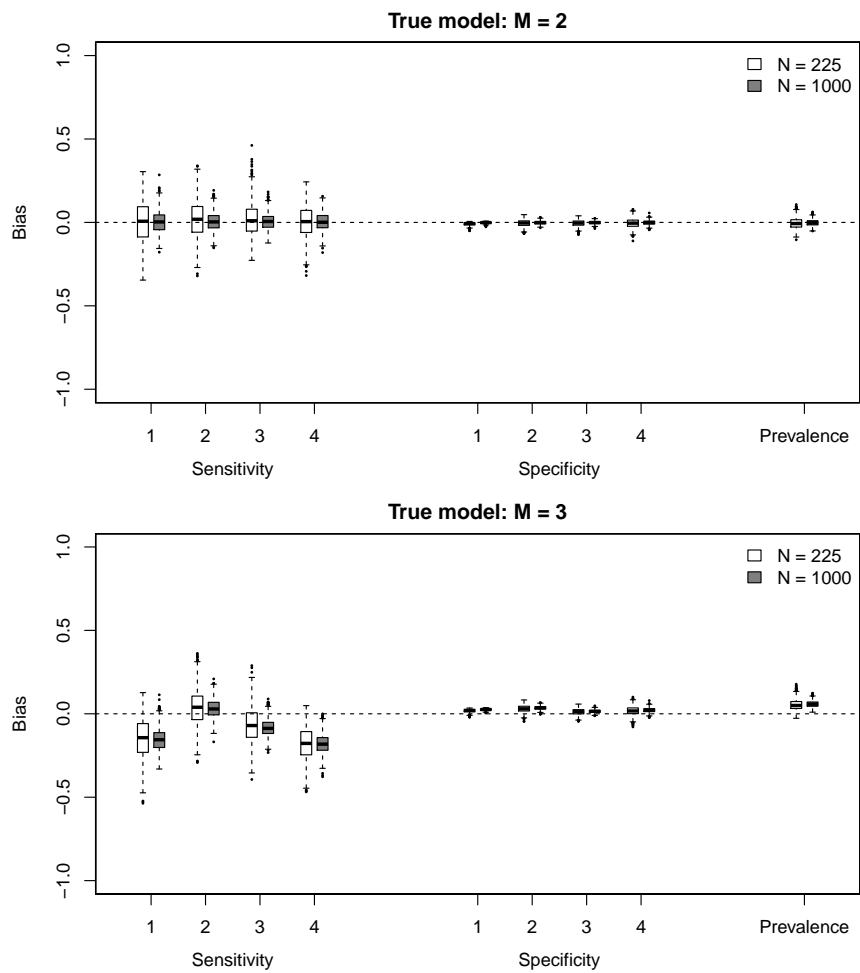 True model: M = 2
1.0
0.5
0.0
−0.5
−1.0
Bias
N = 225
N = 1000
1 2 3 4 1 2 3 4 Prevalence
Sensitivity Specificity
True model: M = 3
1.0
0.5
0.0
−0.5
−1.0
Bias
N = 225
N = 1000
1 2 3 4 1 2 3 4 Prevalence
Sensitivity Specificity